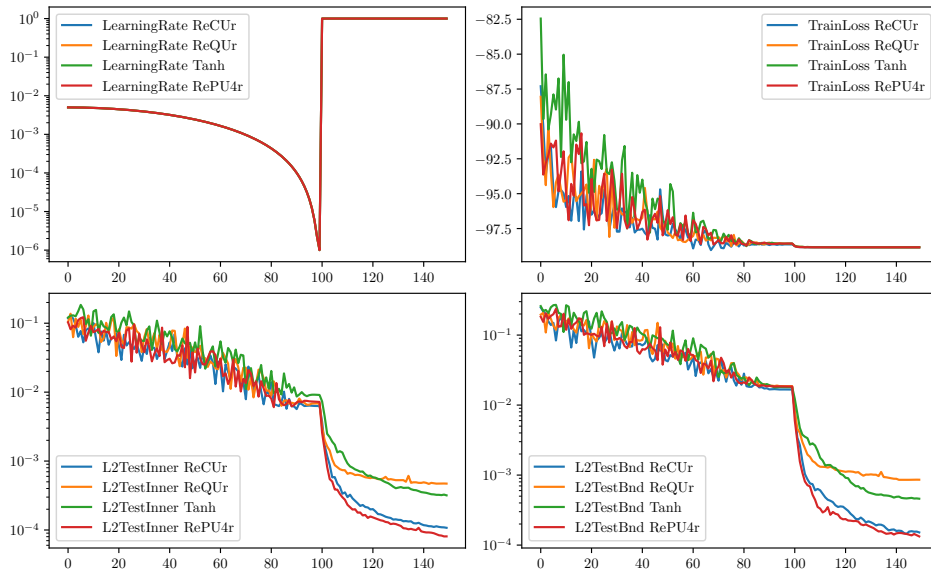 10^0
10^-1
10^-2
10^-3
10^-4
10^-5
10^-6
LearningRate ReCUr
LearningRate ReQUr
LearningRate Tanh
LearningRate RePU4r
0 20 40 60 80 100 120 140
−82.5
−85.0
−87.5
−90.0
−92.5
−95.0
−97.5
TrainLoss ReCUr
TrainLoss ReQUr
TrainLoss Tanh
TrainLoss RePU4r
0 20 40 60 80 100 120 140
10^-1
10^-2
10^-3
10^-4
L2TestInner ReCUr
L2TestInner ReQUr
L2TestInner Tanh
L2TestInner RePU4r
0 20 40 60 80 100 120 140
10^-1
10^-2
10^-3
10^-4
L2TestBnd ReCUr
L2TestBnd ReQUr
L2TestBnd Tanh
L2TestBnd RePU4r
0 20 40 60 80 100 120 140